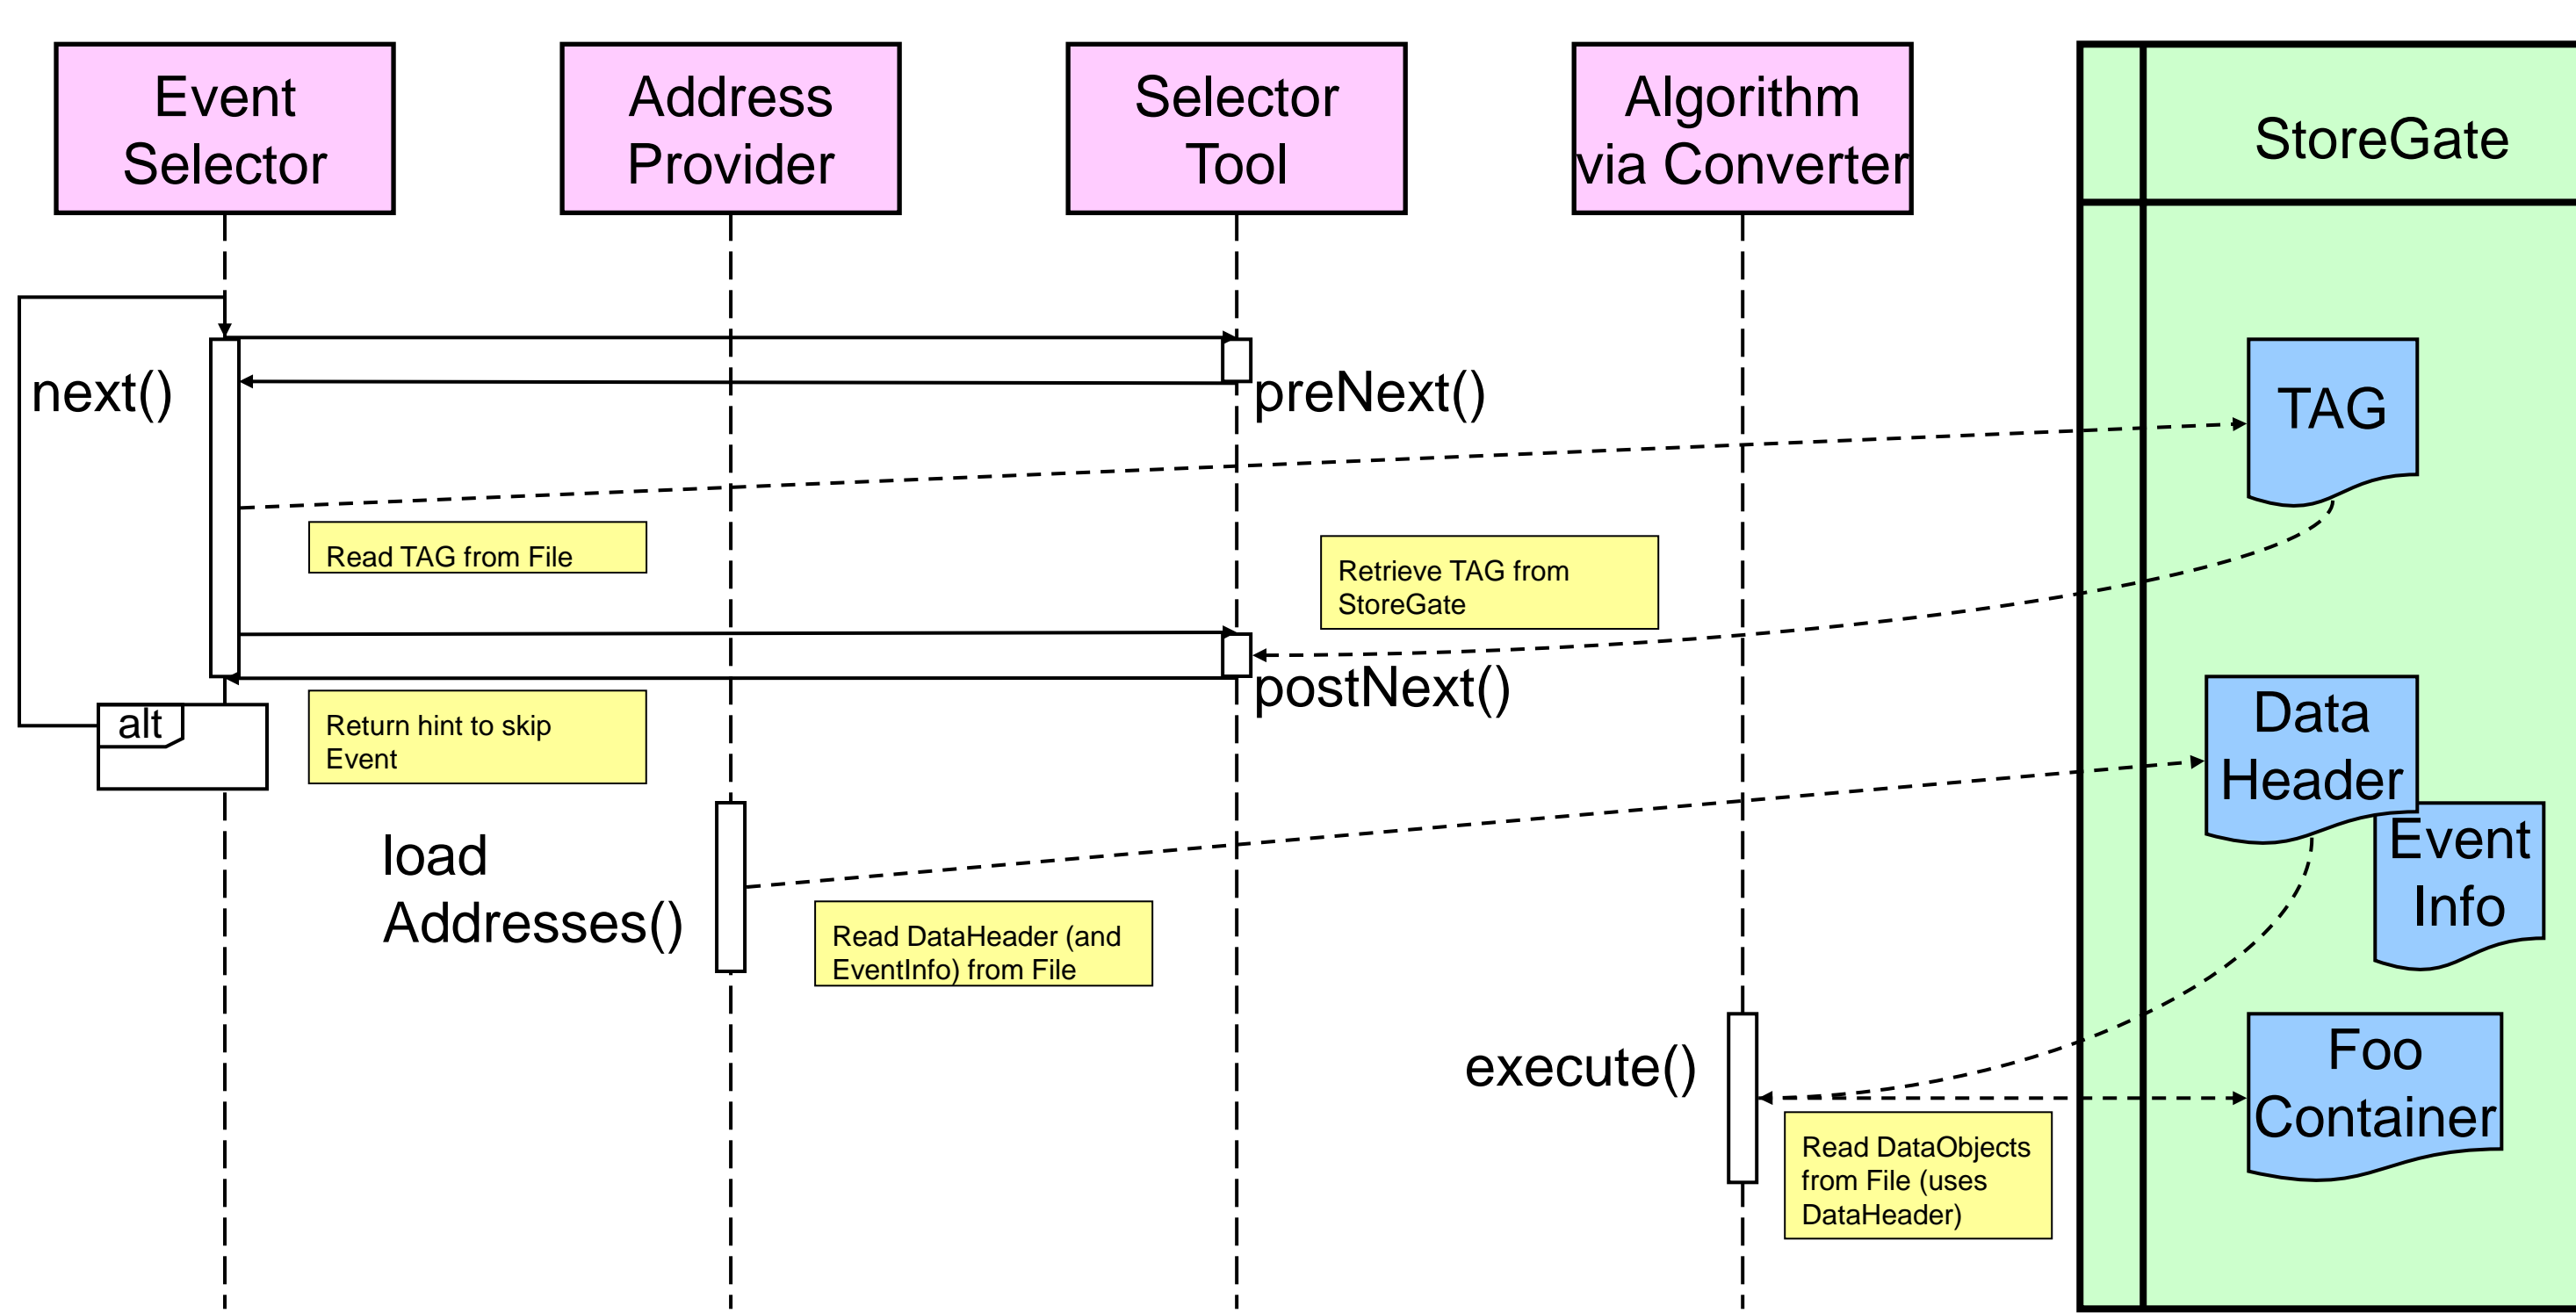 Event
Selector
Address
Provider
Selector
Tool
Algorithm
via Converter
StoreGate
next()
preNext()
TAG
Read TAG from File
Retrieve TAG from
StoreGate
postNext()
alt
Return hint to skip
Event
Data
Header
Event
Info
load
Addresses()
Read DataHeader (and
EventInfo) from File
execute()
Foo
Container
Read DataObjects
from File (uses
DataHeader)